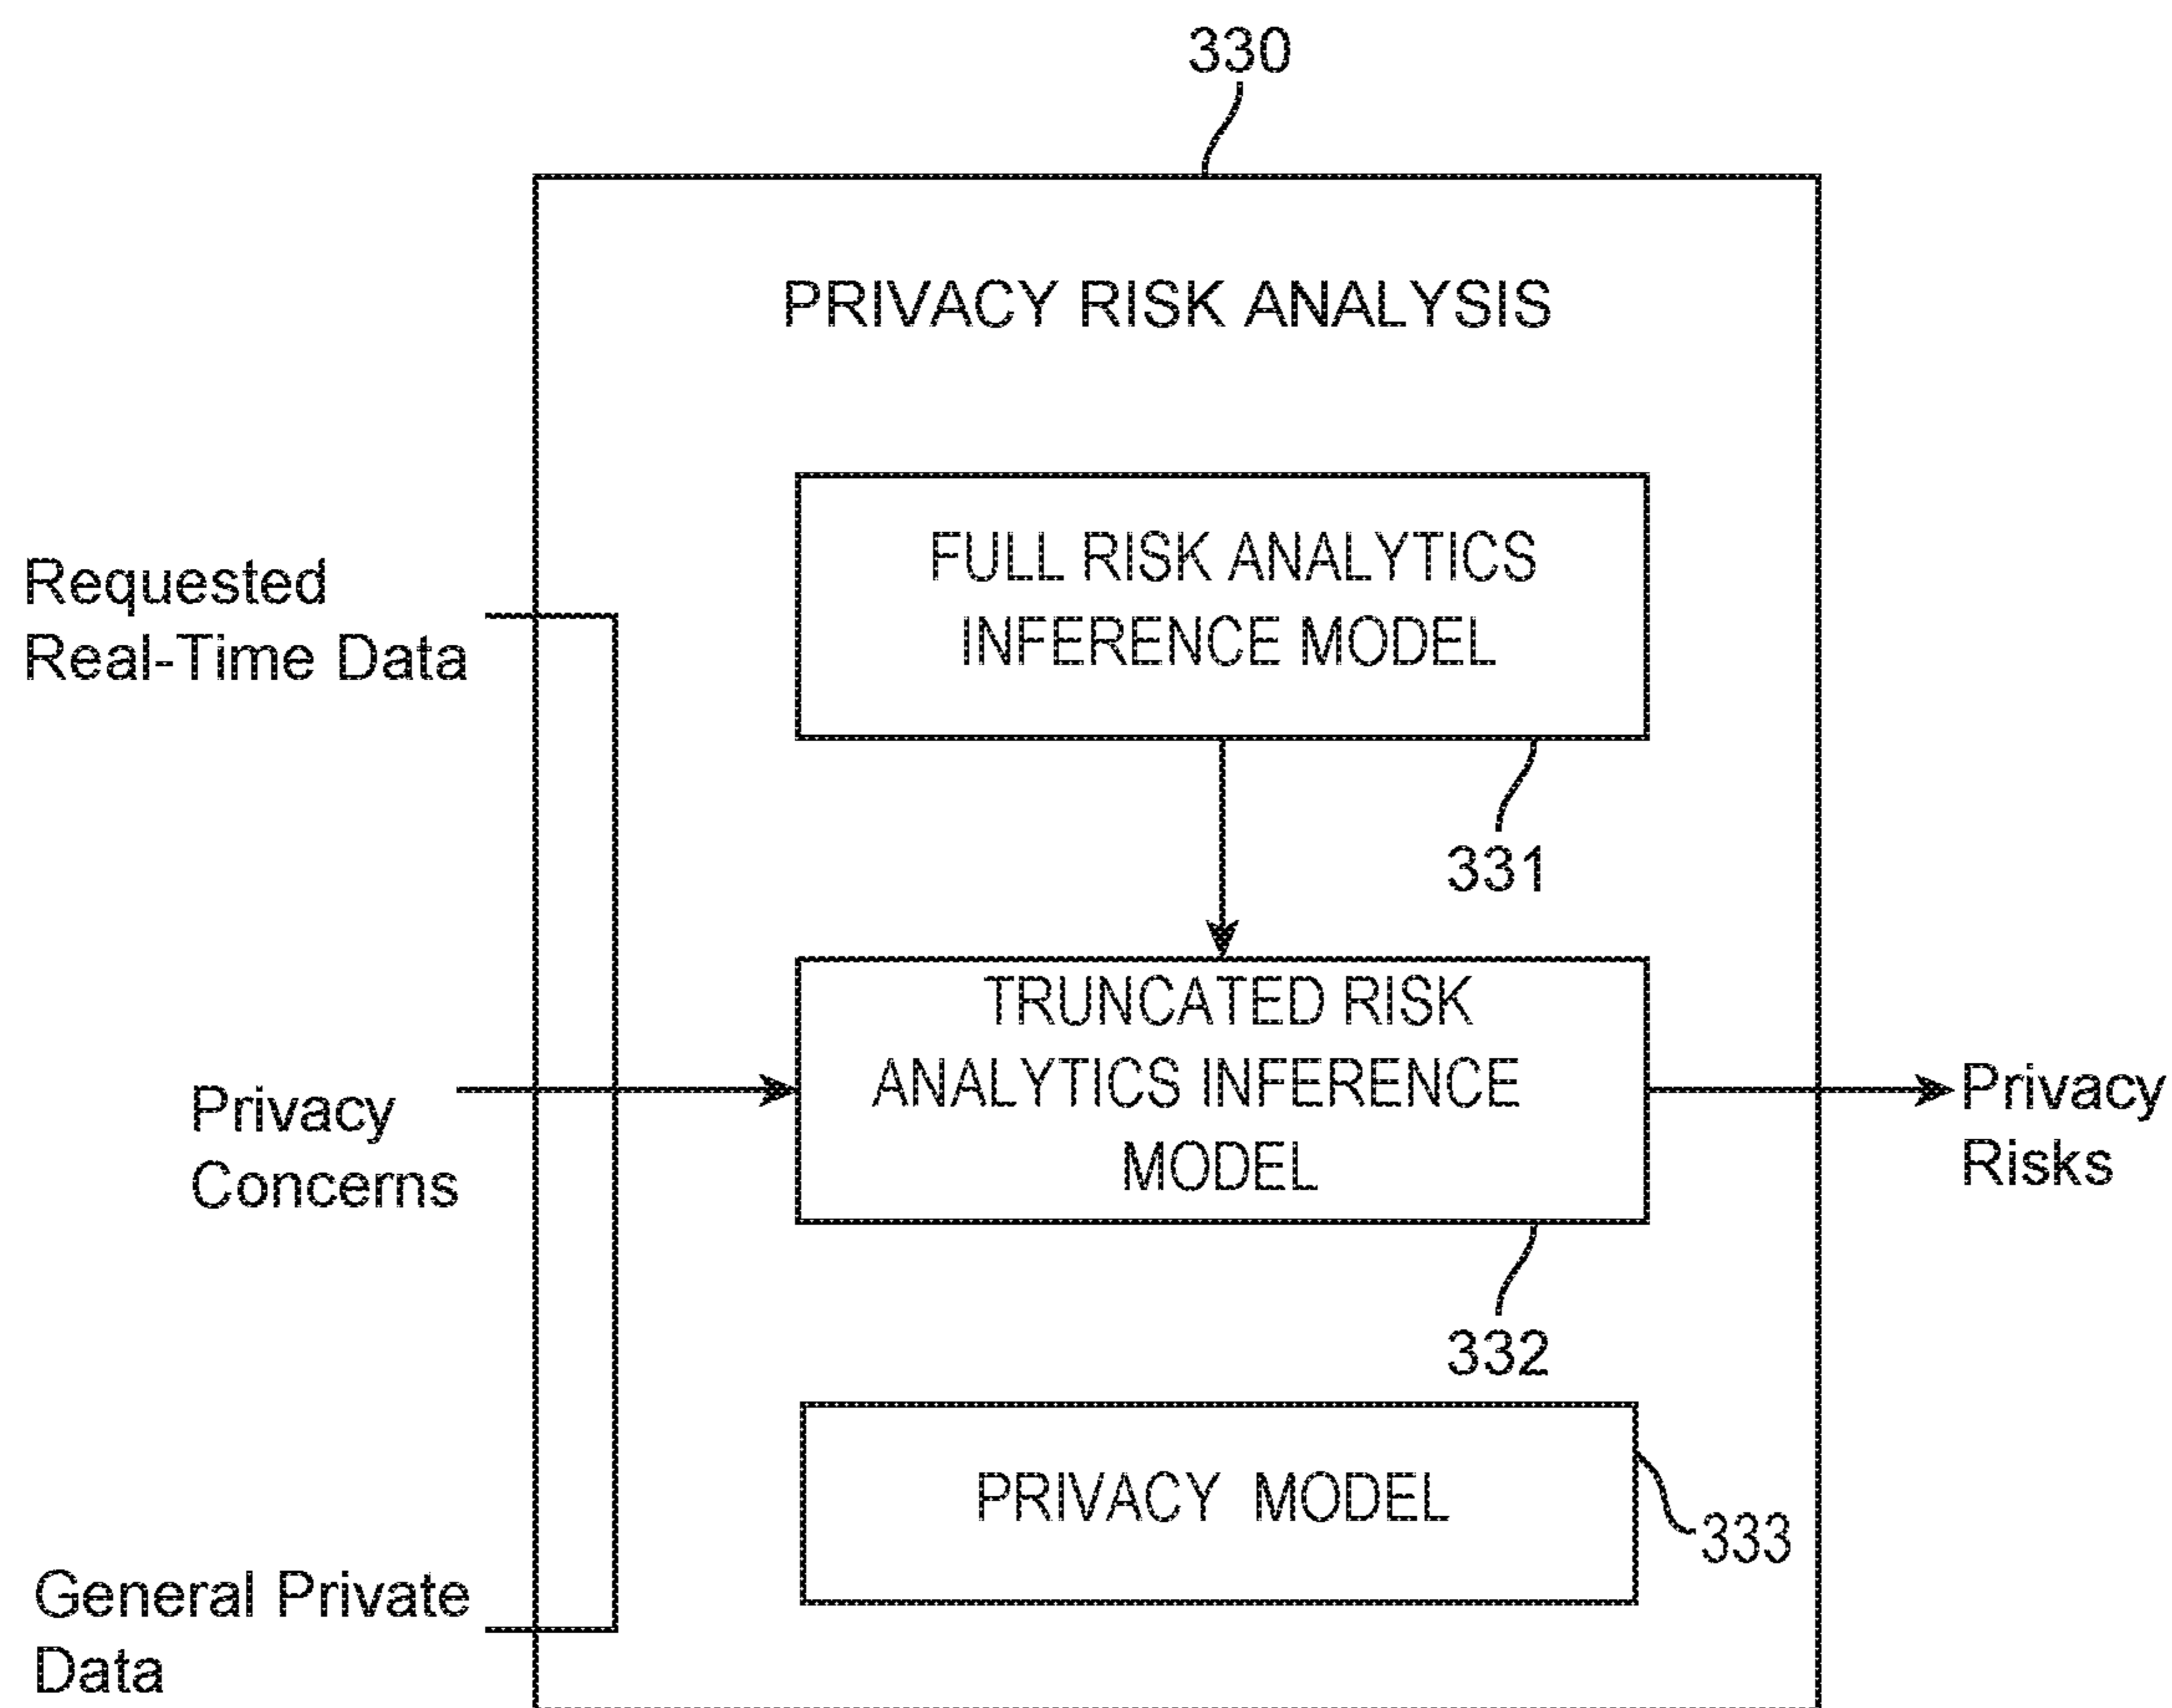 330
PRIVACY RISK ANALYSIS
FULL RISK ANALYTICS
INFERENCE MODEL
331
Requested
Real-Time Data
TRUNCATED RISK
ANALYTICS INFERENCE
MODEL
332
Privacy
Concerns
Privacy
Risks
PRIVACY MODEL
333
General Private
Data